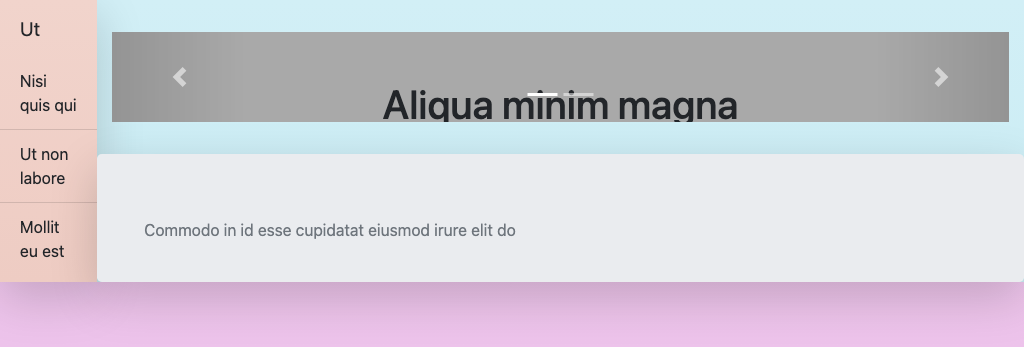 Ut
Nisi
quis qui
Ut non
labore
Mollit
eu est
Aliqua minim magna
Commodo in id esse cupidatat eiusmod irure elit do